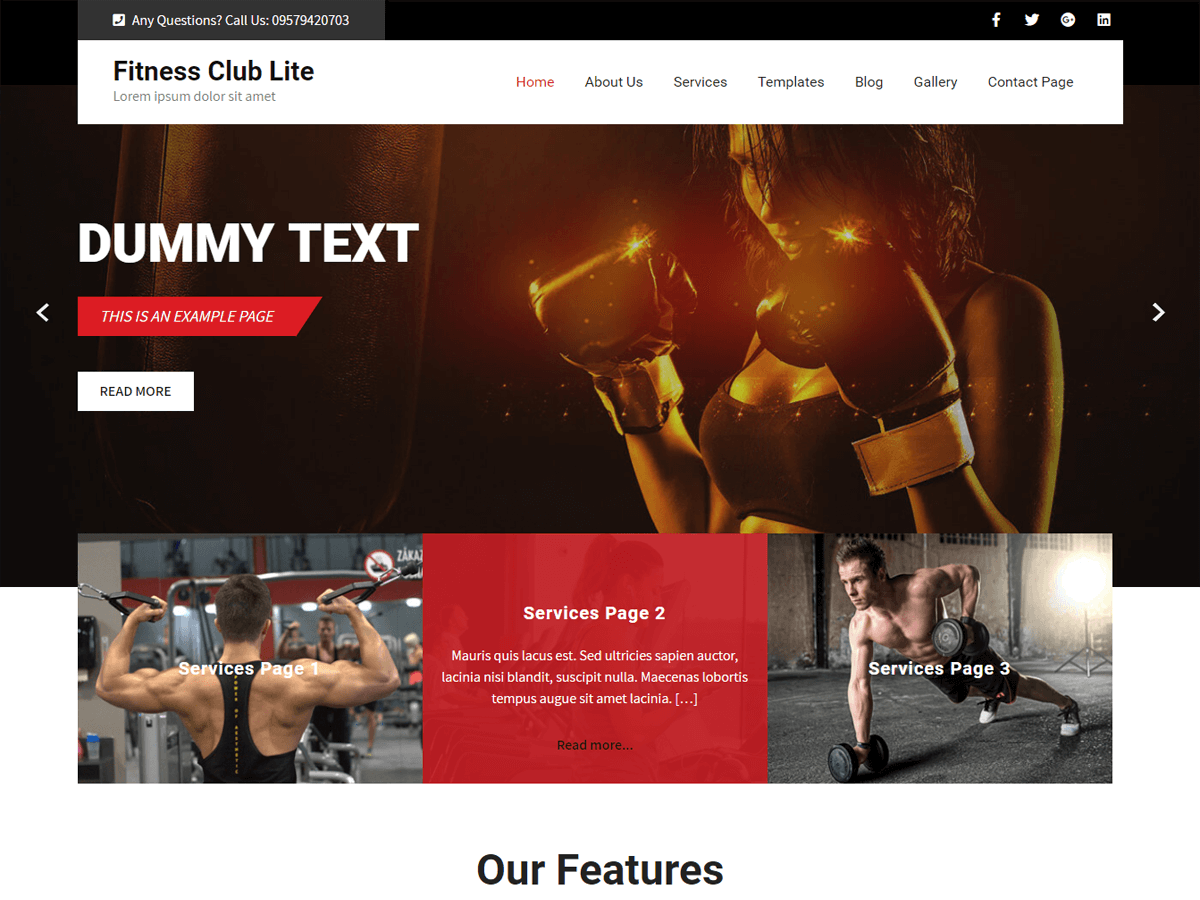 Any Questions? Call Us: 09579420703
Fitness Club Lite
Lorem ipsum dolor sit amet
Home
About Us
Services
Templates
Blog
Gallery
Contact Page
DUMMY TEXT
THIS IS AN EXAMPLE PAGE
READ MORE
ZÁKAZ
Services Page 1
Services Page 2
Mauris quis lacus est. Sed ultricies sapien auctor,
lacinia nisi blandit, suscipit nulla. Maecenas lobortis
tempus augue sit amet lacinia. […]
Read more...
Services Page 3
Our Features